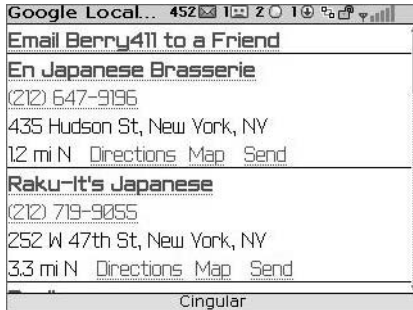 Google Local... 452 1 2 1
Email Berry411 to a Friend
En Japanese Brasserie
(212) 647-9196
435 Hudson St, New York, NY
1.2 mi N Directions Map Send
Raku-It's Japanese
(212) 719-9055
252 W 47th St, New York, NY
3.3 mi N Directions Map Send
Cingular